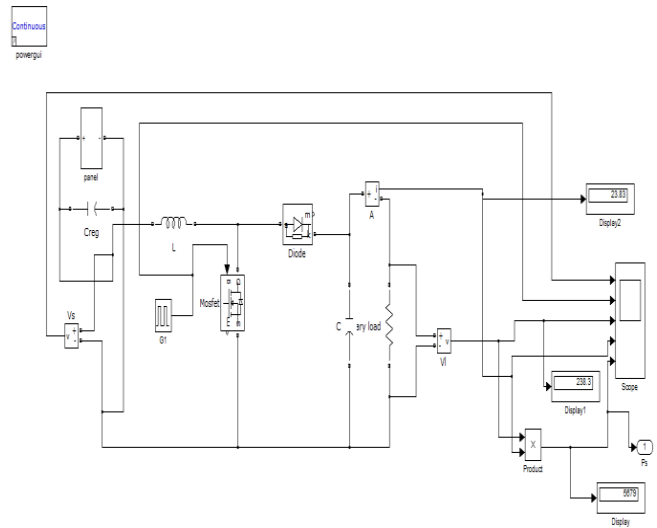 Continuous
powergui
+ -
panel
Creg
L
m
Diode
+ i
-
A
23.83
Display2
Mosfet
G1
Vs
+
v
-
C
ary load
+
v
-
Vl
238.3
Display1
Scope
X
Product
1
Ps
Display